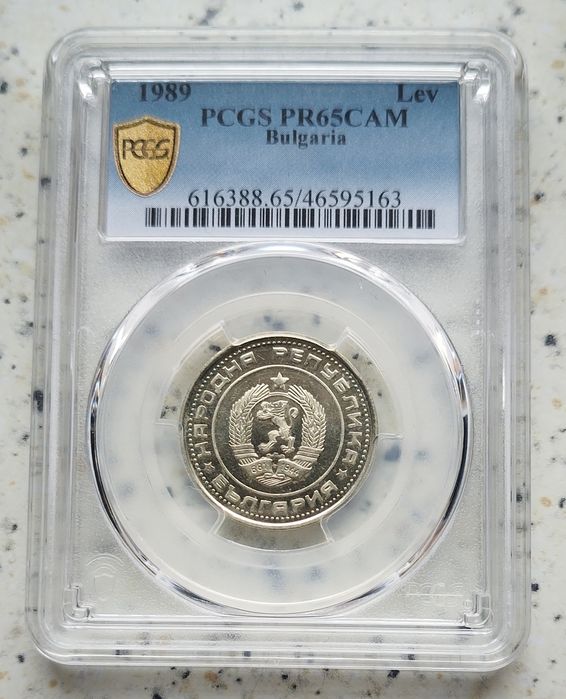 1989 Lev
PCGS PR65CAM
Bulgaria
PCGS
616388.65/46595163
НАРОДНА РЕПУБЛИКА
БЪЛГАРИЯ